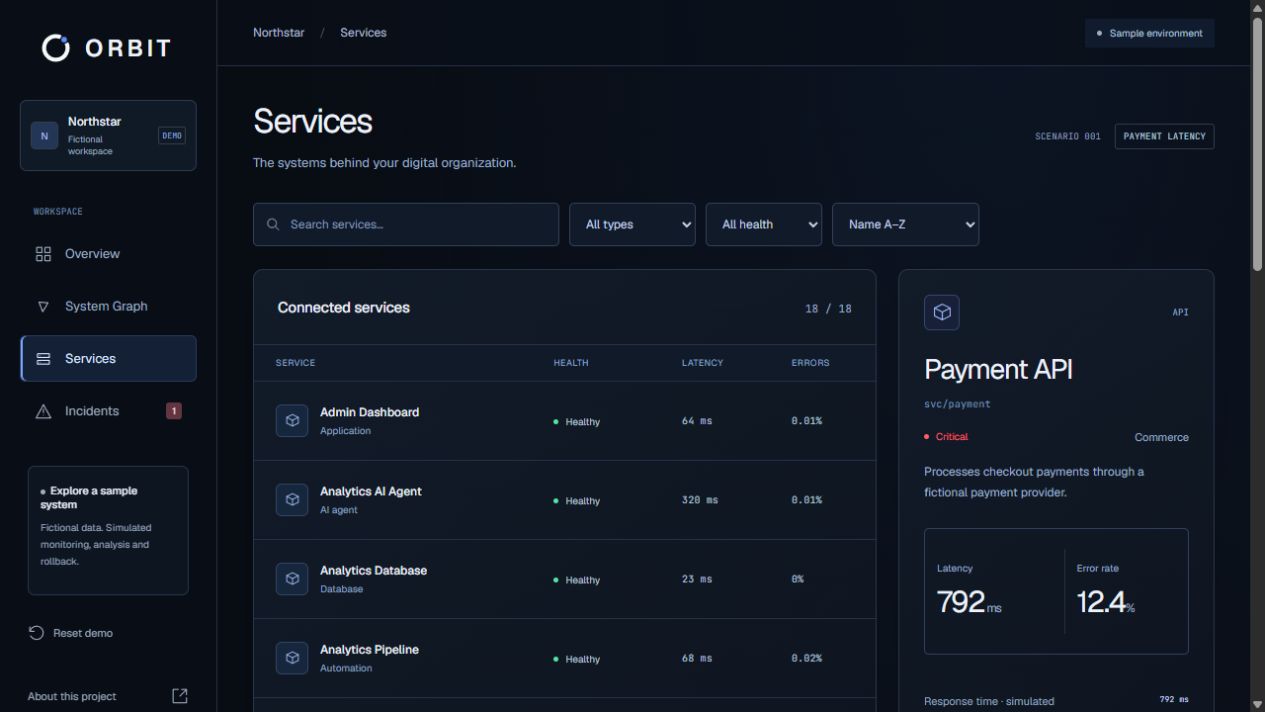 ORBIT
N
Northstar
Fictional
workspace
DEMO
WORKSPACE
Overview
System Graph
Services
Incidents
1
Explore a sample
system
Fictional data. Simulated
monitoring, analysis and
rollback.
Reset demo
About this project
Northstar / Services
Sample environment
Services
The systems behind your digital organization.
SCENARIO 001
PAYMENT LATENCY
Search services…
All types
All health
Name A–Z
Connected services
18 / 18
SERVICE HEALTH LATENCY ERRORS
Admin Dashboard
Application
Healthy
64 ms
0.01%
Analytics AI Agent
AI agent
Healthy
320 ms
0.01%
Analytics Database
Database
Healthy
23 ms
0%
Analytics Pipeline
Automation
Healthy
68 ms
0.02%
API
Payment API
svc/payment
Critical
Commerce
Processes checkout payments through a
fictional payment provider.
Latency
792 ms
Error rate
12.4%
Response time · simulated
792 ms